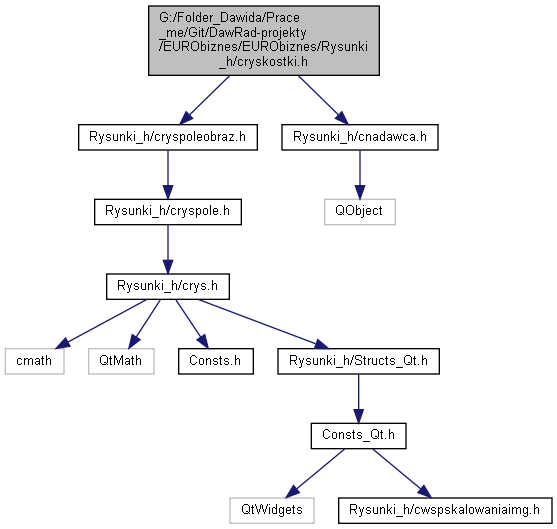 G:/Folder_Dawida/Prace
_me/Git/DawRad-projekty
/EURObiznes/EURObiznes/Rysunki
_h/cryskostki.h
Rysunki_h/cryspoleobraz.h
Rysunki_h/cnadawca.h
Rysunki_h/cryspole.h
QObject
Rysunki_h/crys.h
cmath
QtMath
Consts.h
Rysunki_h/Structs_Qt.h
Consts_Qt.h
QtWidgets
Rysunki_h/cwspskalowaniaimg.h